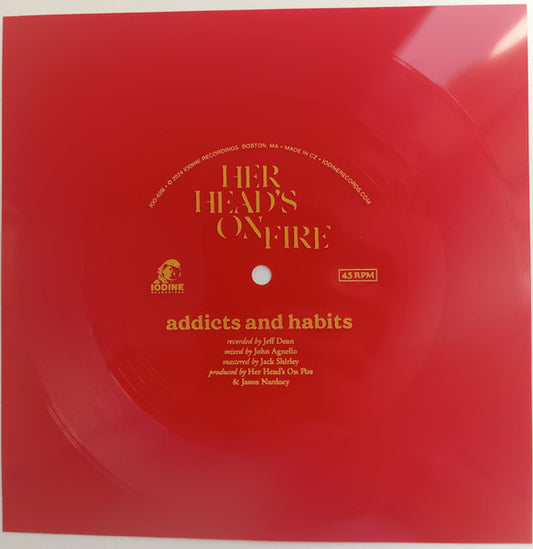 IOD-62B • © 2024 IODINE RECORDINGS. BOSTON, MA • MADE IN CZ • IODINERECORDS.COM
HER
HEAD'S
ON FIRE
IODINE
RECORDINGS
45 RPM
addicts and habits
recorded by Jeff Dean
mixed by John Agnello
mastered by Jack Shirley
produced by Her Head's On Fire
& Jason Narducy